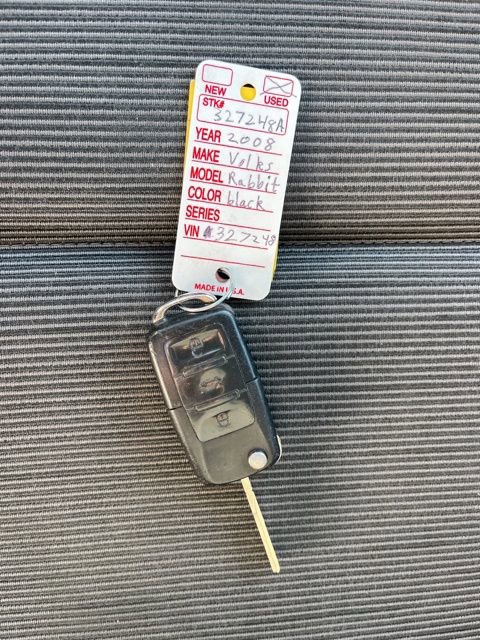 NEW USED
STK# 327248A
YEAR 2008
MAKE Volks
MODEL Rabbit
COLOR black
SERIES
VIN 327248
MADE IN U.S.A.